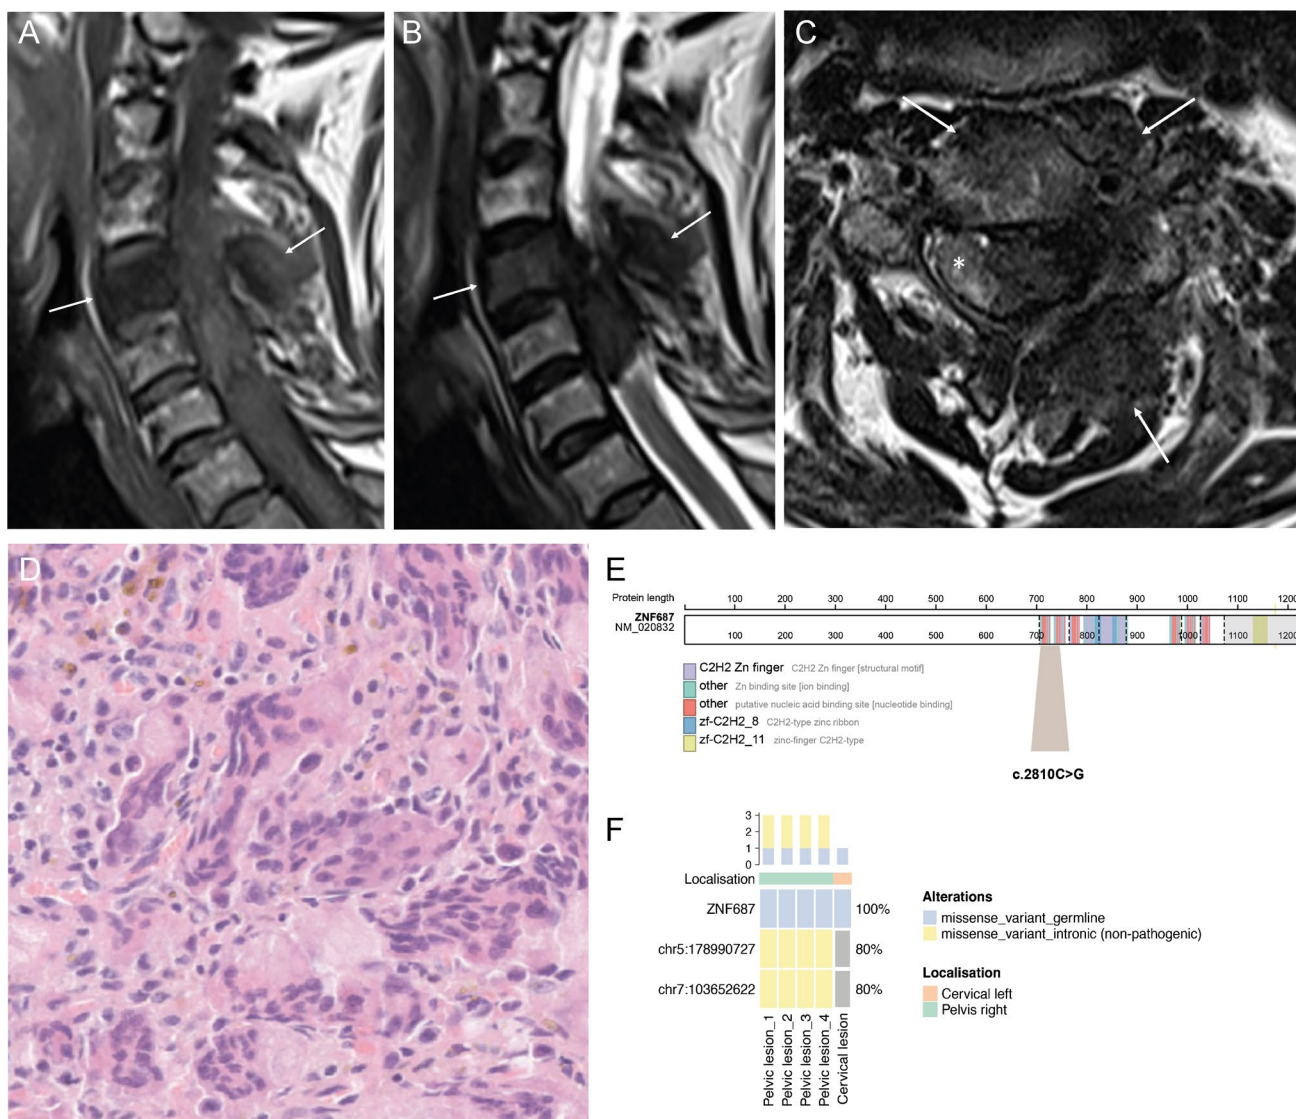 A
B
C
*
D
E
Protein length
100 200 300 400 500 600 700 800 900 1000 1100 1200
ZNF687
NM_020832
100 200 300 400 500 600 700 800 900 1000 1100 1200
C2H2 Zn finger C2H2 Zn finger [structural motif]
other Zn binding site [ion binding]
other putative nucleic acid binding site [nucleotide binding]
zf-C2H2_8 C2H2-type zinc ribbon
zf-C2H2_11 zinc-finger C2H2-type
c.2810C>G
F
3
2
1
0
Localisation
ZNF687 100%
chr5:178990727 80%
chr7:103652622 80%
Pelvic lesion_1
Pelvic lesion_2
Pelvic lesion_3
Pelvic lesion_4
Cervical lesion
Alterations
missense_variant_germline
missense_variant_intronic (non-pathogenic)
Localisation
Cervical left
Pelvis right